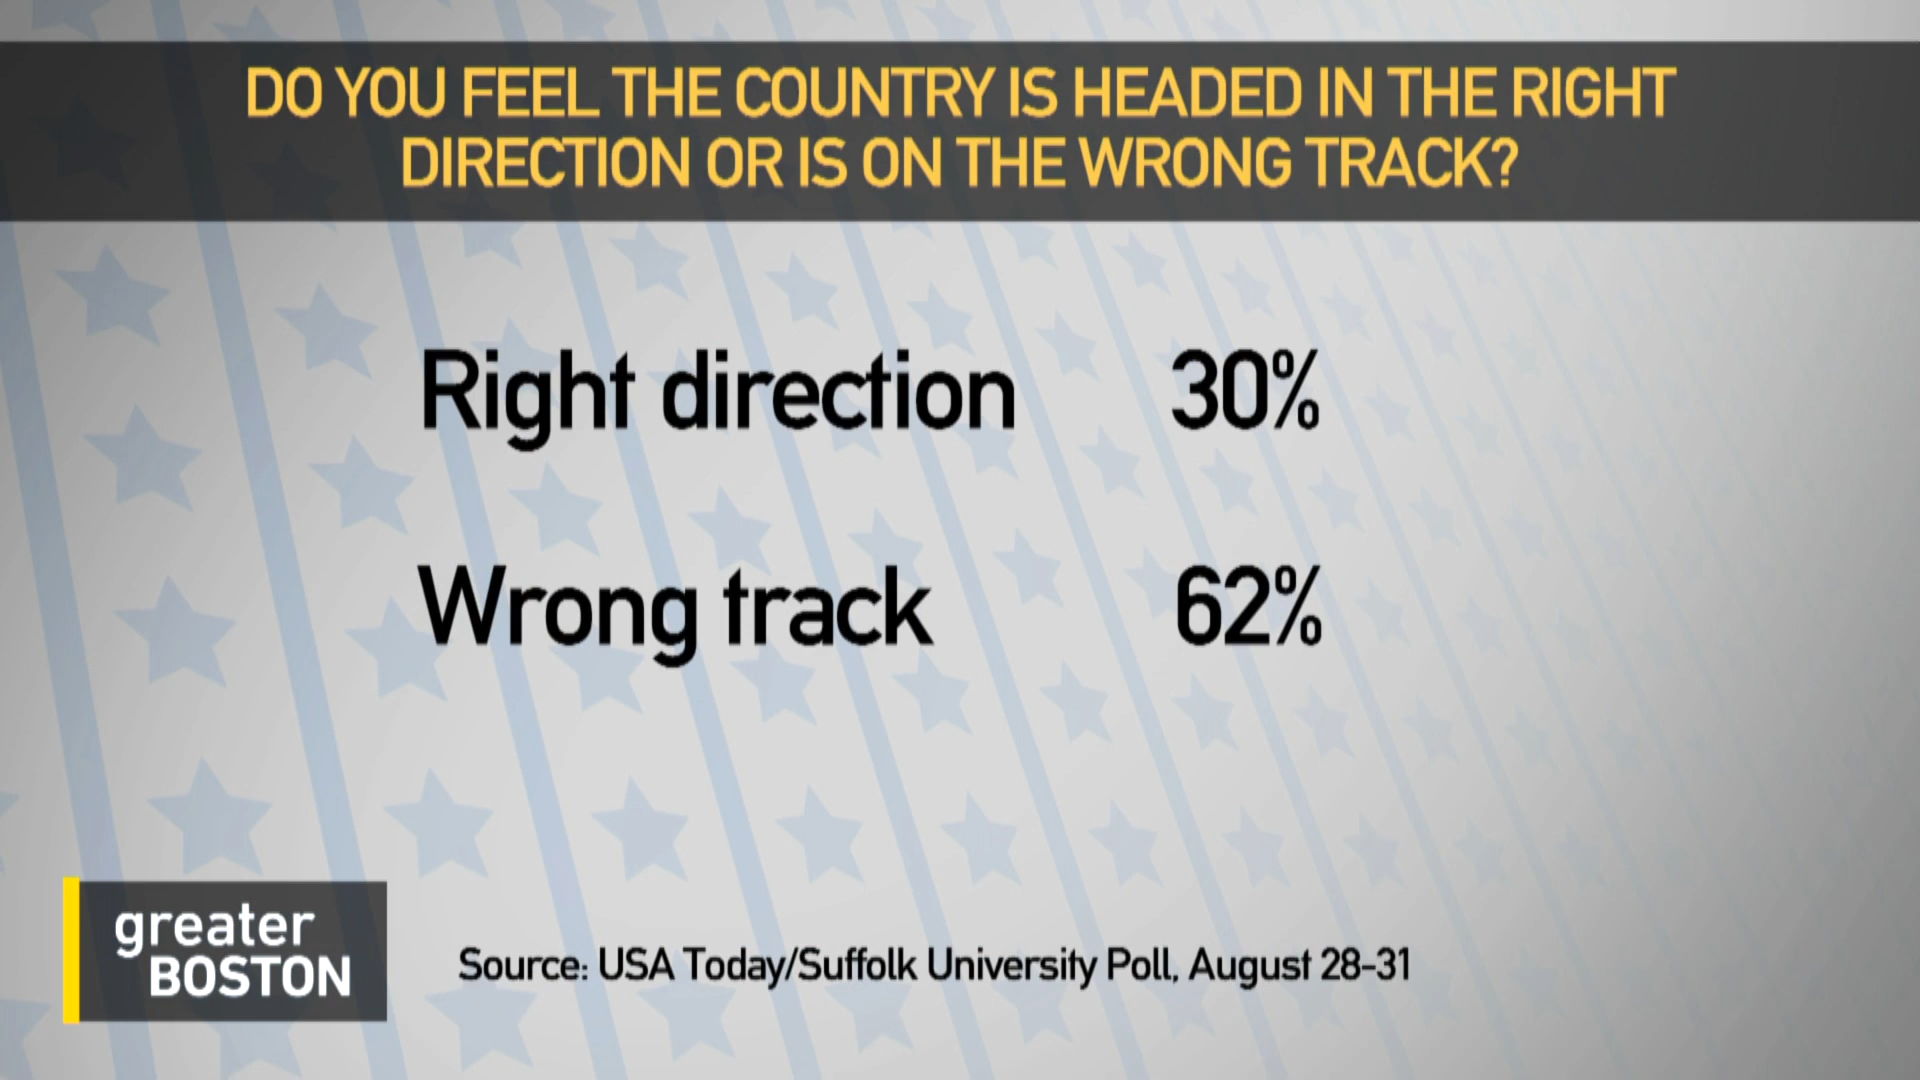 DO YOU FEEL THE COUNTRY IS HEADED IN THE RIGHT
DIRECTION OR IS ON THE WRONG TRACK?
Right direction 30%
Wrong track 62%
greater
BOSTON
Source: USA Today/Suffolk University Poll, August 28-31